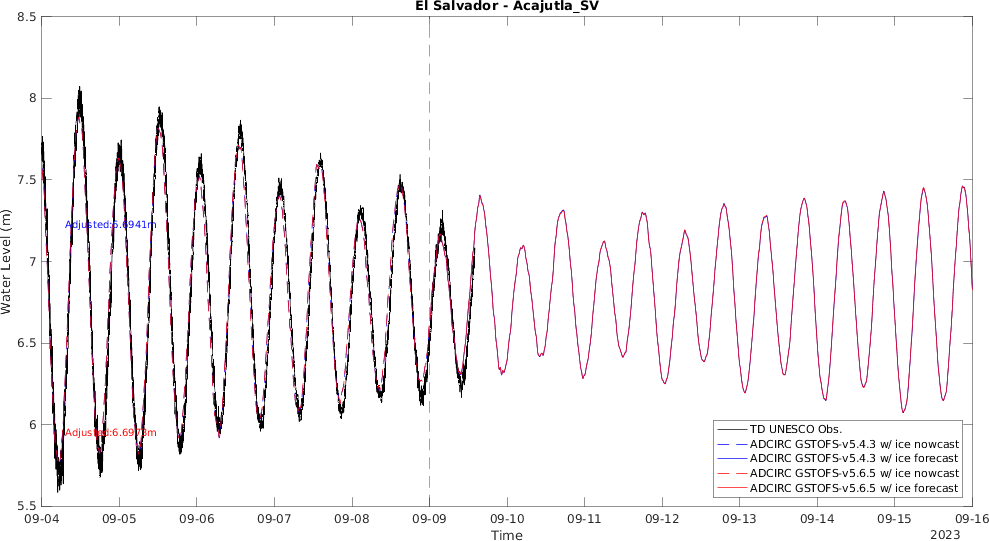 El Salvador - Acajutla_SV
8.5
8
7.5
7
6.5
6
5.5
Water Level (m)
Adjusted:6.6941m
TD UNESCO Obs.
ADCIRC GSTOFS-v5.4.3 w/ ice nowcast
ADCIRC GSTOFS-v5.4.3 w/ ice forecast
ADCIRC GSTOFS-v5.6.5 w/ ice nowcast
ADCIRC GSTOFS-v5.6.5 w/ ice forecast
09-04 09-05 09-06 09-07 09-08 09-09 09-10 09-11 09-12 09-13 09-14 09-15 09-16
Time
2023